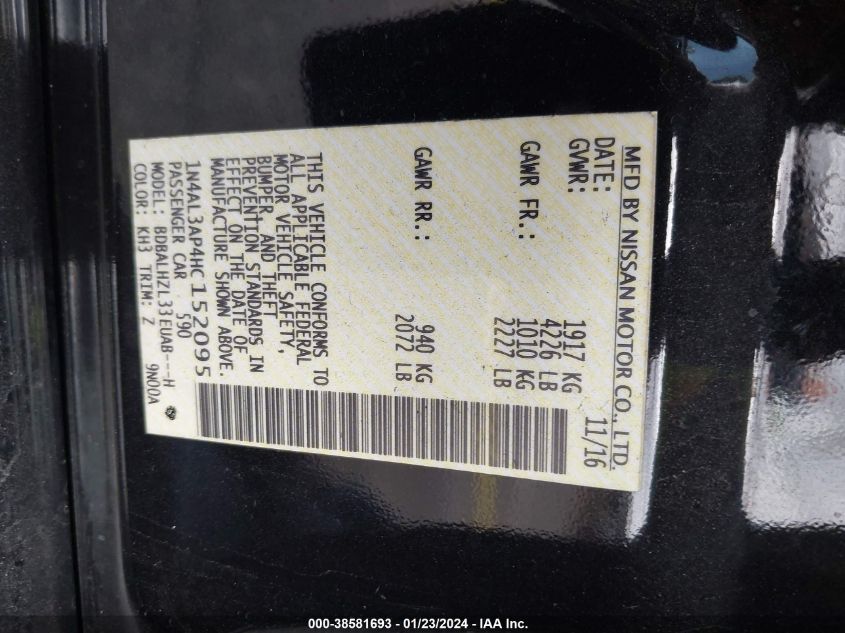 MFD BY NISSAN MOTOR CO., LTD.
DATE: 11/16
GVWR: 1917 KG
4226 LB
GAWR FR.: 1010 KG
2227 LB
GAWR RR.: 940 KG
2072 LB
THIS VEHICLE CONFORMS TO
ALL APPLICABLE FEDERAL
MOTOR VEHICLE SAFETY,
BUMPER, AND THEFT
PREVENTION STANDARDS IN
EFFECT ON THE DATE OF
MANUFACTURE SHOWN ABOVE.
1N4AL3AP4HC152095
PASSENGER CAR . 590
MODEL: BDBALHZL33EUAB---H
COLOR: KH3 TRIM: Z 9N00A
000-38581693 - 01/23/2024 - IAA Inc.